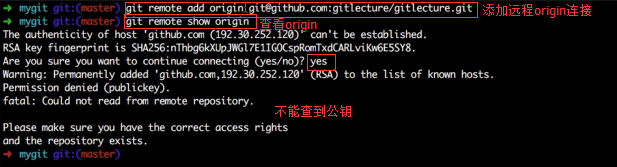 ➜ mygit git:(master) git remote add origin git@github.com:gitlecture/gitlecture.git 添加远程origin连接
➜ mygit git:(master) git remote show origin 查看origin
The authenticity of host 'github.com (192.30.252.120)' can't be established.
RSA key fingerprint is SHA256:nThbg6kXUpJWGl7E1IGOCspRomTxdCARLviKw6E5SY8.
Are you sure you want to continue connecting (yes/no)? yes
Warning: Permanently added 'github.com,192.30.252.120' (RSA) to the list of known hosts.
Permission denied (publickey).
fatal: Could not read from remote repository.
不能查到公钥
Please make sure you have the correct access rights
and the repository exists.
➜ mygit git:(master)